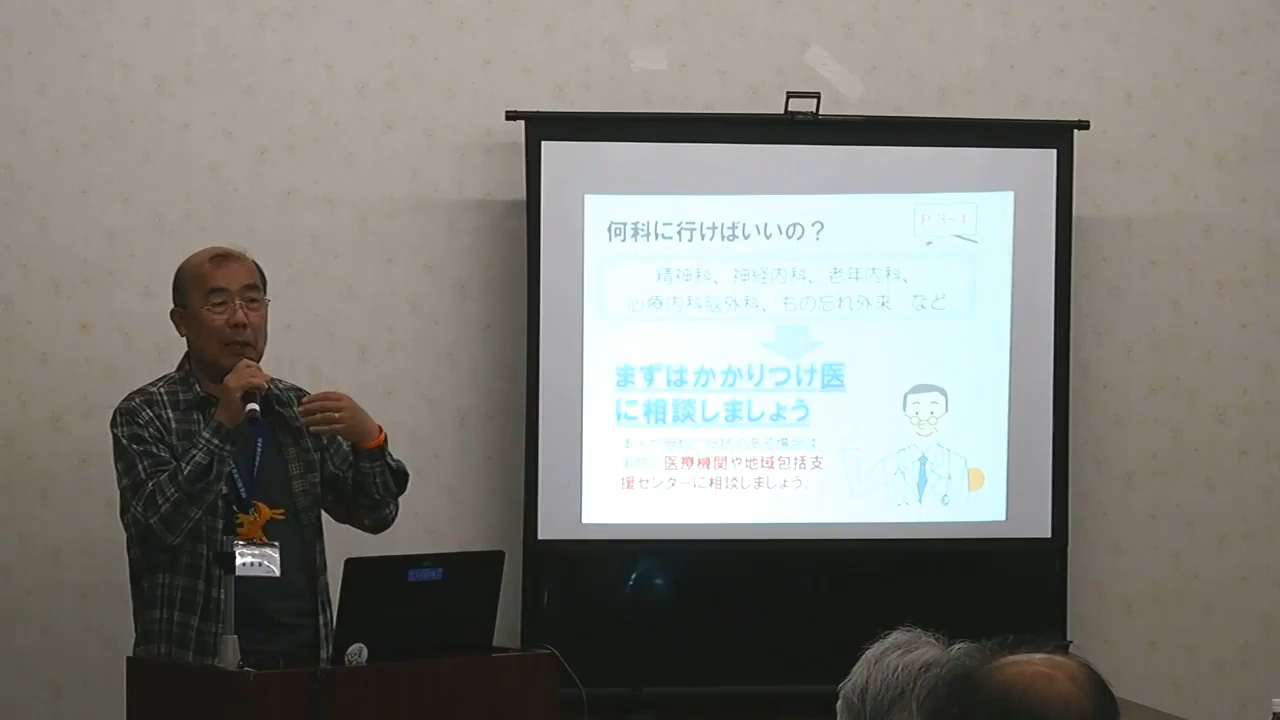 何科に行けばいいの？
P.3~4
精神科、神経内科、老年内科、
心療内科脳外科、もの忘れ外来 など
まずはかかりつけ医
に相談しましょう
医療機関や地域包括支
援センターに相談しましょう。